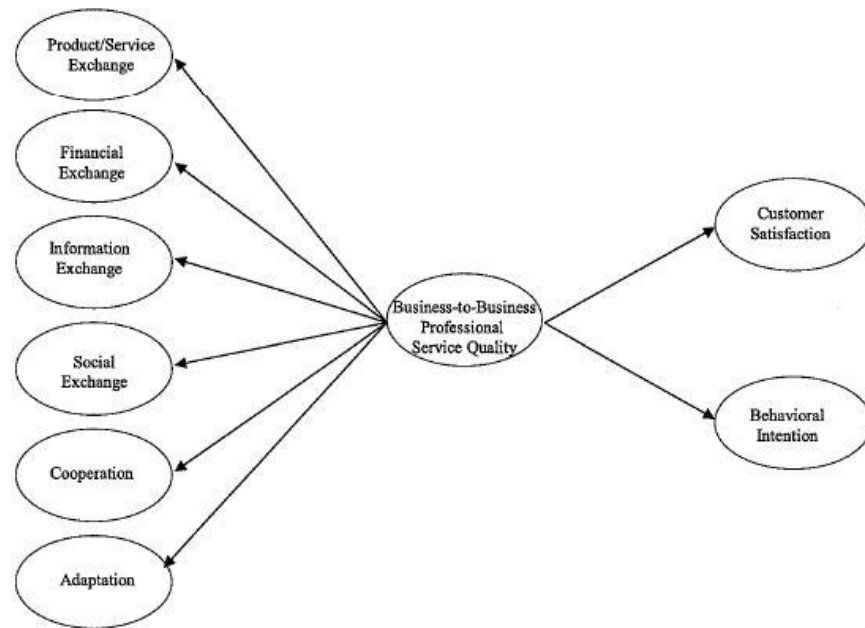 Product/Service
Exchange
Financial
Exchange
Information
Exchange
Social
Exchange
Cooperation
Adaptation
Business-to-Business
Professional
Service Quality
Customer
Satisfaction
Behavioral
Intention